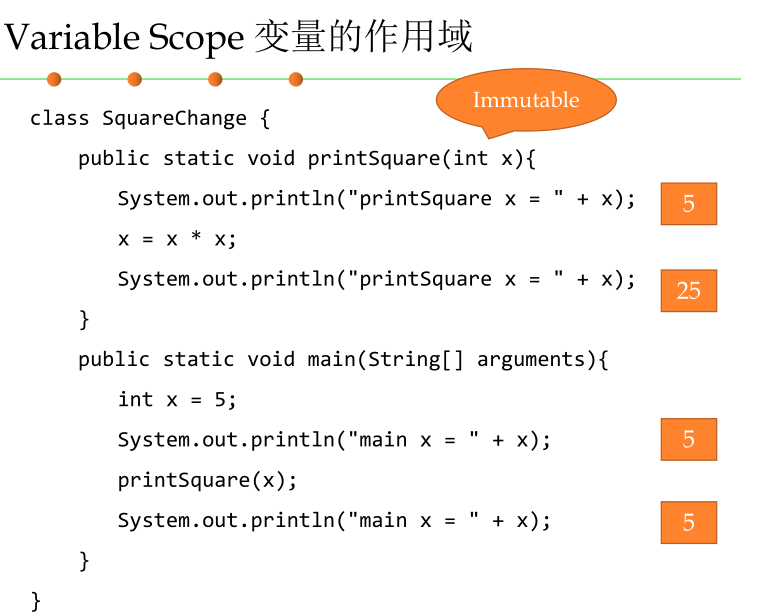 Variable Scope 变量的作用域
Immutable
class SquareChange {
public static void printSquare(int x){
System.out.println("printSquare x = " + x);
5
x = x * x;
System.out.println("printSquare x = " + x);
25
}
public static void main(String[] arguments){
int x = 5;
System.out.println("main x = " + x);
5
printSquare(x);
System.out.println("main x = " + x);
5
}
}